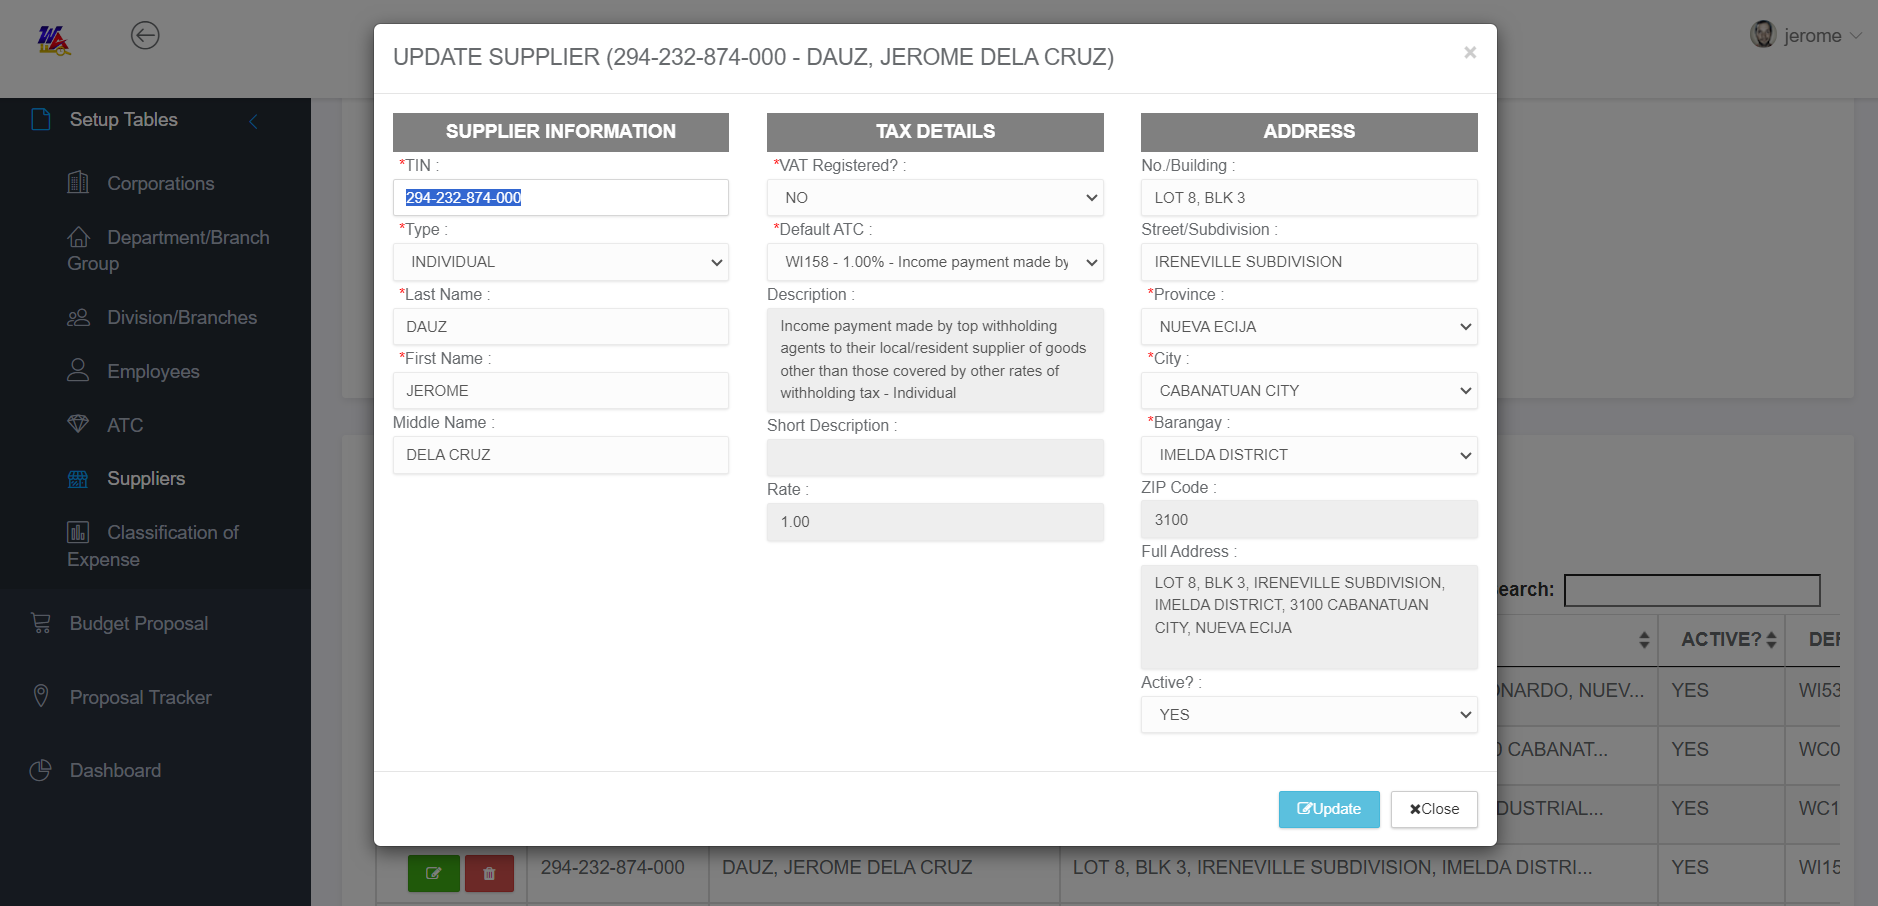 jerome
Setup Tables
Corporations
Department/Branch
Group
Division/Branches
Employees
ATC
Suppliers
Classification of
Expense
Budget Proposal
Proposal Tracker
Dashboard
UPDATE SUPPLIER (294-232-874-000 - DAUZ, JEROME DELA CRUZ)
×
SUPPLIER INFORMATION
*TIN :
294-232-874-000
*Type :
INDIVIDUAL
*Last Name :
DAUZ
*First Name :
JEROME
Middle Name :
DELA CRUZ
TAX DETAILS
*VAT Registered? :
NO
*Default ATC :
WI158 - 1.00% - Income payment made by
Description :
Income payment made by top withholding
agents to their local/resident supplier of goods
other than those covered by other rates of
withholding tax - Individual
Short Description :
Rate :
1.00
ADDRESS
No./Building :
LOT 8, BLK 3
Street/Subdivision :
IRENEVILLE SUBDIVISION
*Province :
NUEVA ECIJA
*City :
CABANATUAN CITY
*Barangay :
IMELDA DISTRICT
ZIP Code :
3100
Full Address :
LOT 8, BLK 3, IRENEVILLE SUBDIVISION,
IMELDA DISTRICT, 3100 CABANATUAN
CITY, NUEVA ECIJA
Active? :
YES
Update
Close
earch:
ACTIVE? DEF
ONARDO, NUEV... YES WI53
0 CABANAT... YES WC0
DUSTRIAL... YES WC1
294-232-874-000 DAUZ, JEROME DELA CRUZ LOT 8, BLK 3, IRENEVILLE SUBDIVISION, IMELDA DISTRI... YES WI15